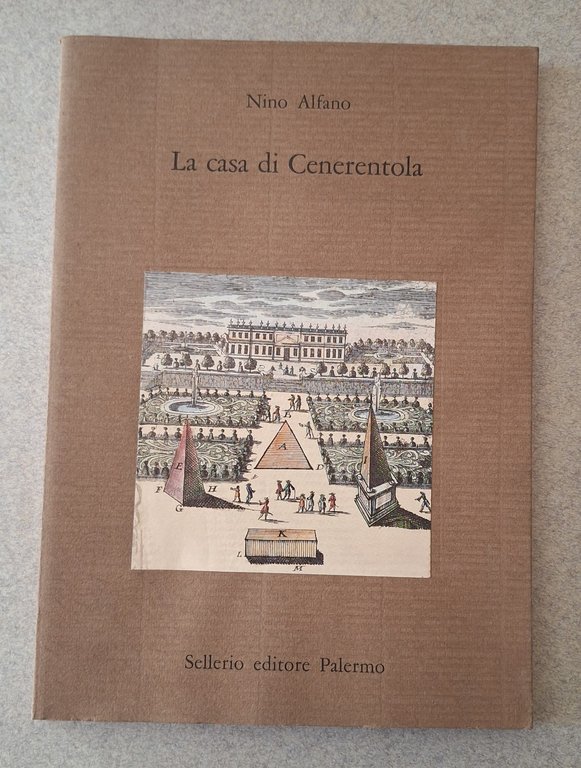 Nino Alfano
La casa di Cenerentola
A
D
E
F
H
G
I
K
L
M
Sellerio editore Palermo